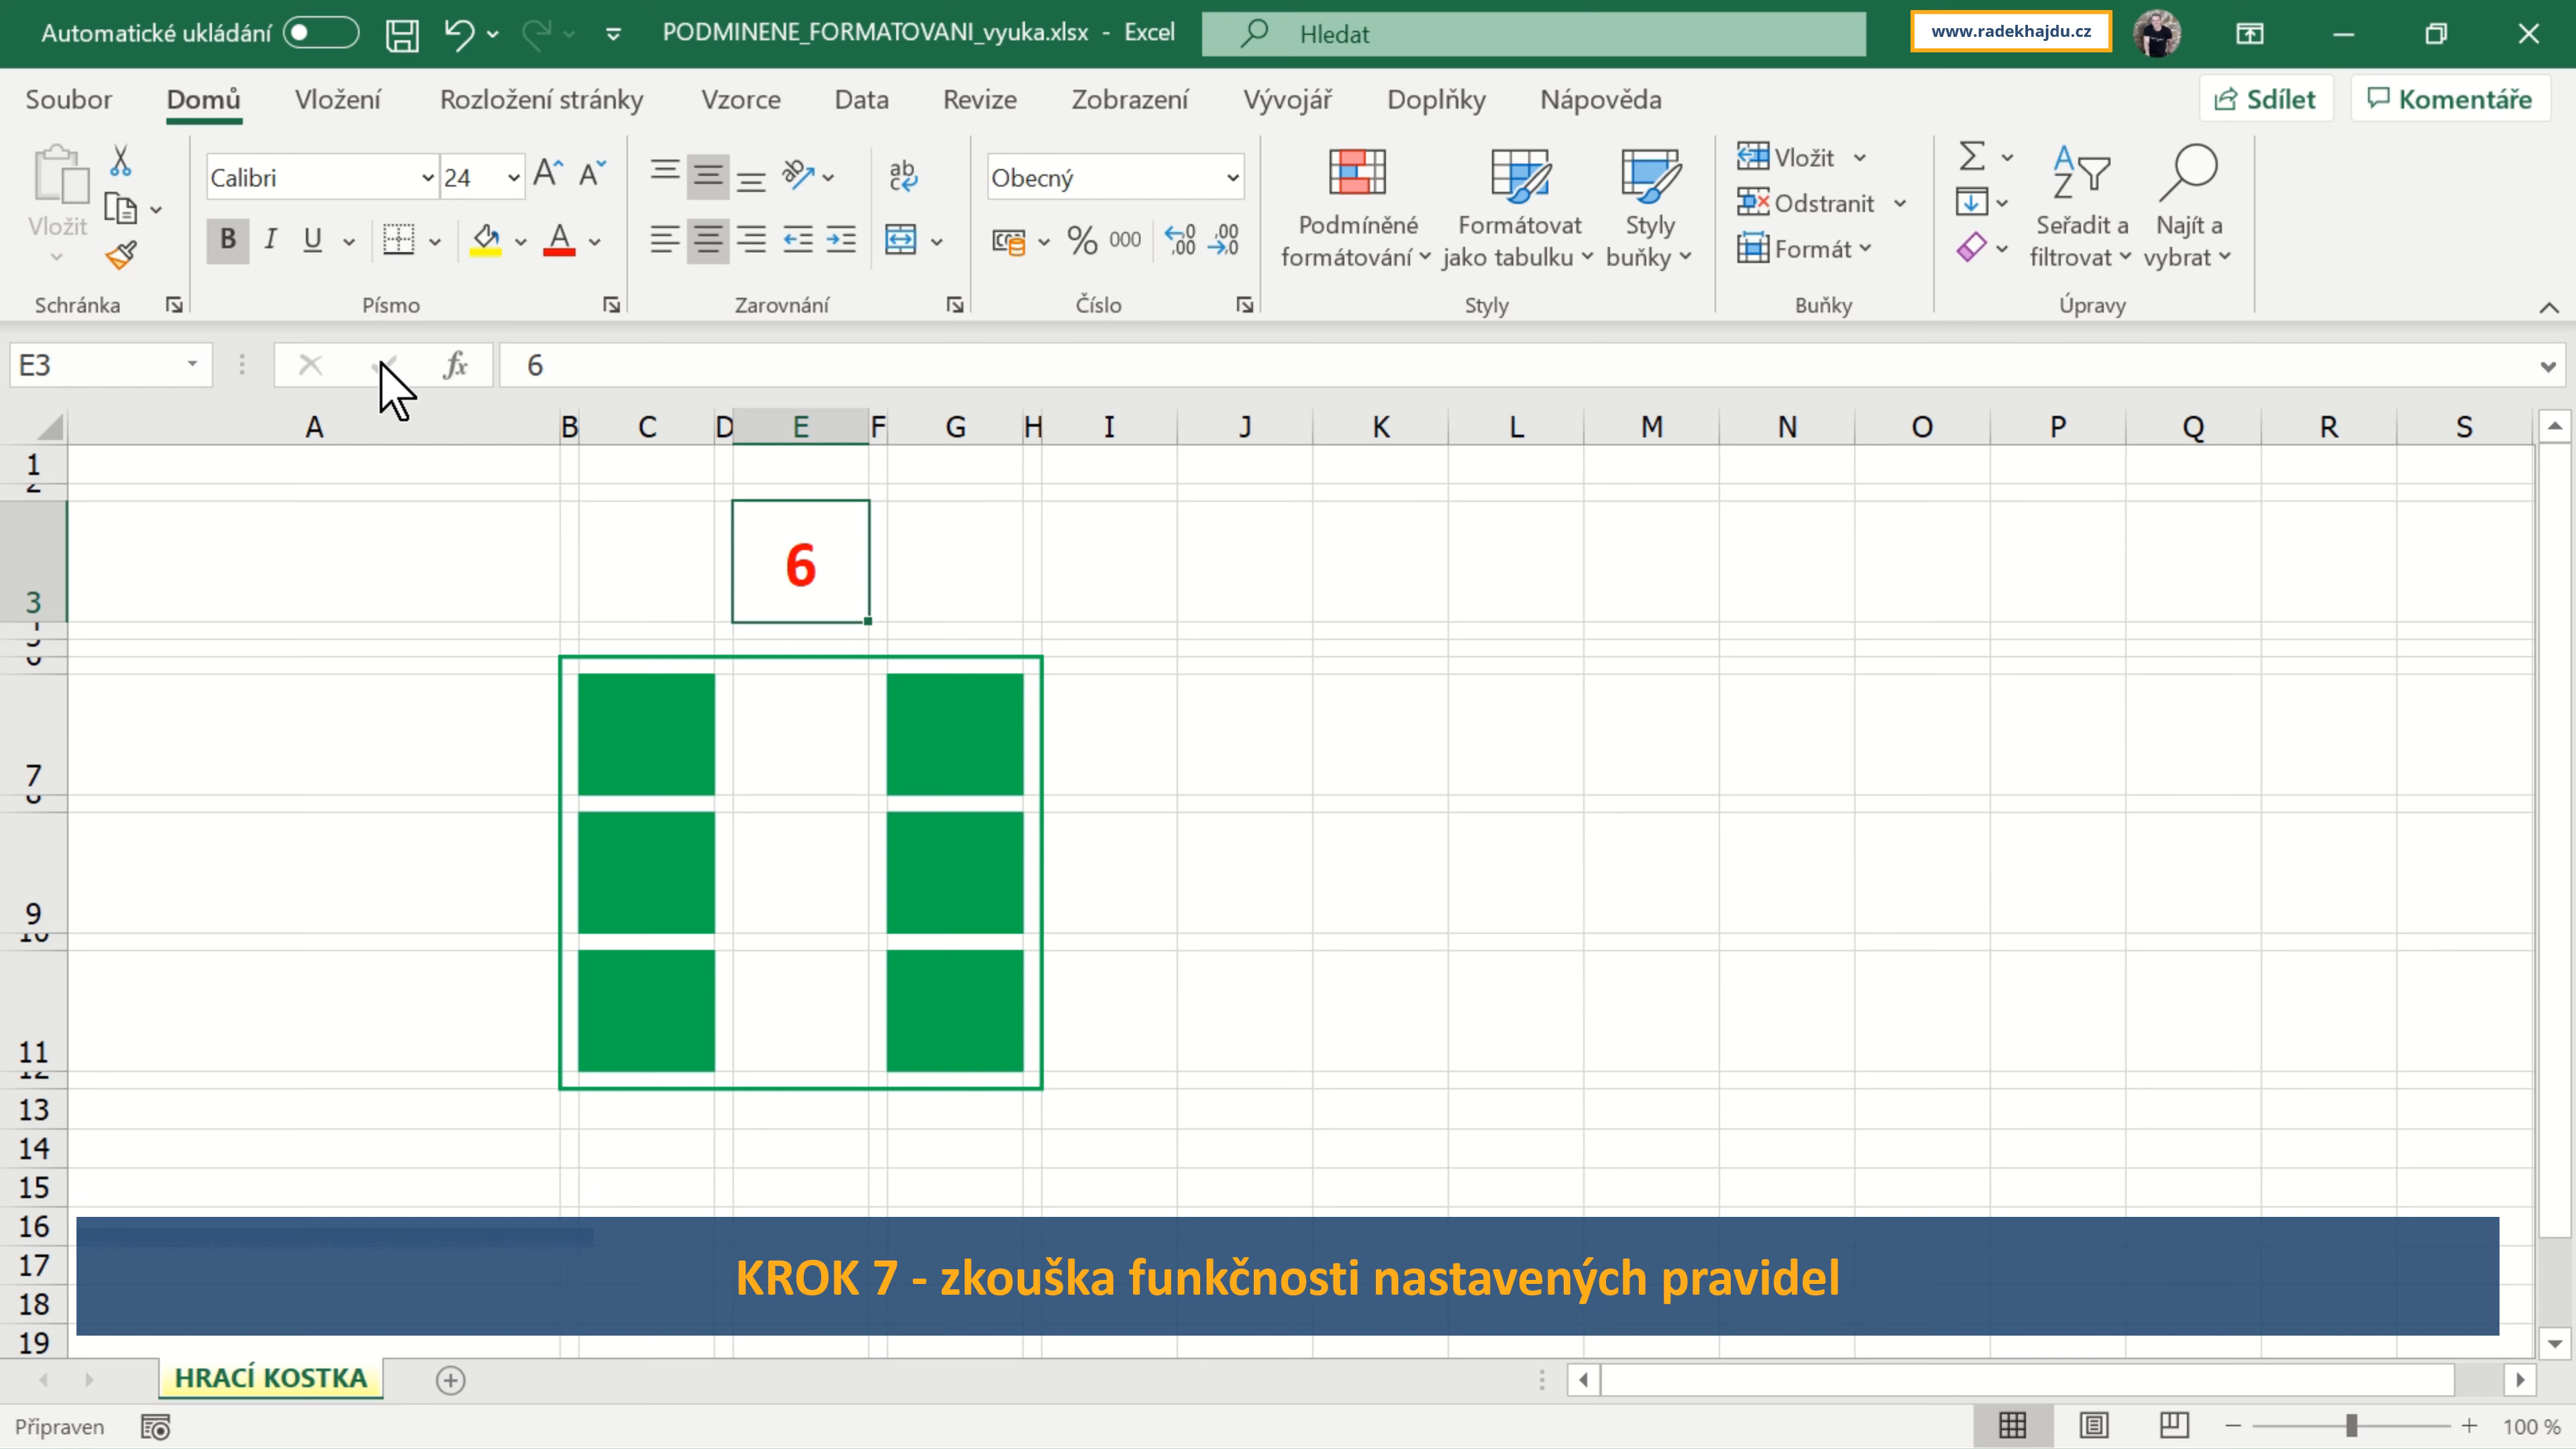 Automatické ukládání
PODMINENE_FORMATOVANI_vyuka.xlsx - Excel
Hledat
www.radekhajdu.cz
Soubor Domů Vložení Rozložení stránky Vzorce Data Revize Zobrazení Vývojář Doplňky Nápověda
Sdílet Komentáře
Vložit
Schránka
Calibri 24
B I U A
Písmo
ab
Zarovnání
Obecný
% 000
Číslo
Podmíněné
formátování
Formátovat
jako tabulku
Styly
buňky
Styly
Vložit
Odstranit
Formát
Buňky
Seřadit a
filtrovat
Najít a
vybrat
Úpravy
E3 fx 6
A B C D E F G H I J K L M N O P Q R S
1
3
6
7
9
11
13
14
15
16
17
18
19
KROK 7 - zkouška funkčnosti nastavených pravidel
HRACÍ KOSTKA
Připraven
100 %